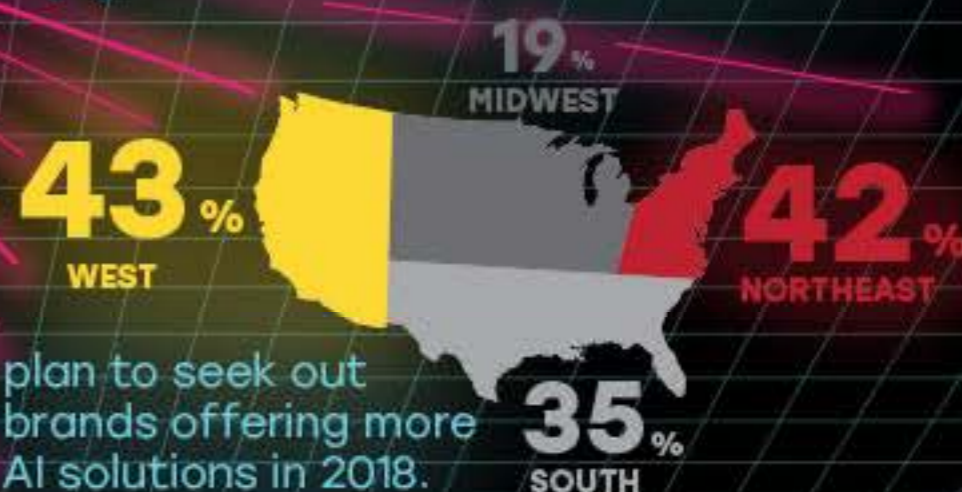 19%
MIDWEST
43%
WEST
42%
NORTHEAST
plan to seek out
brands offering more
AI solutions in 2018.
35%
SOUTH